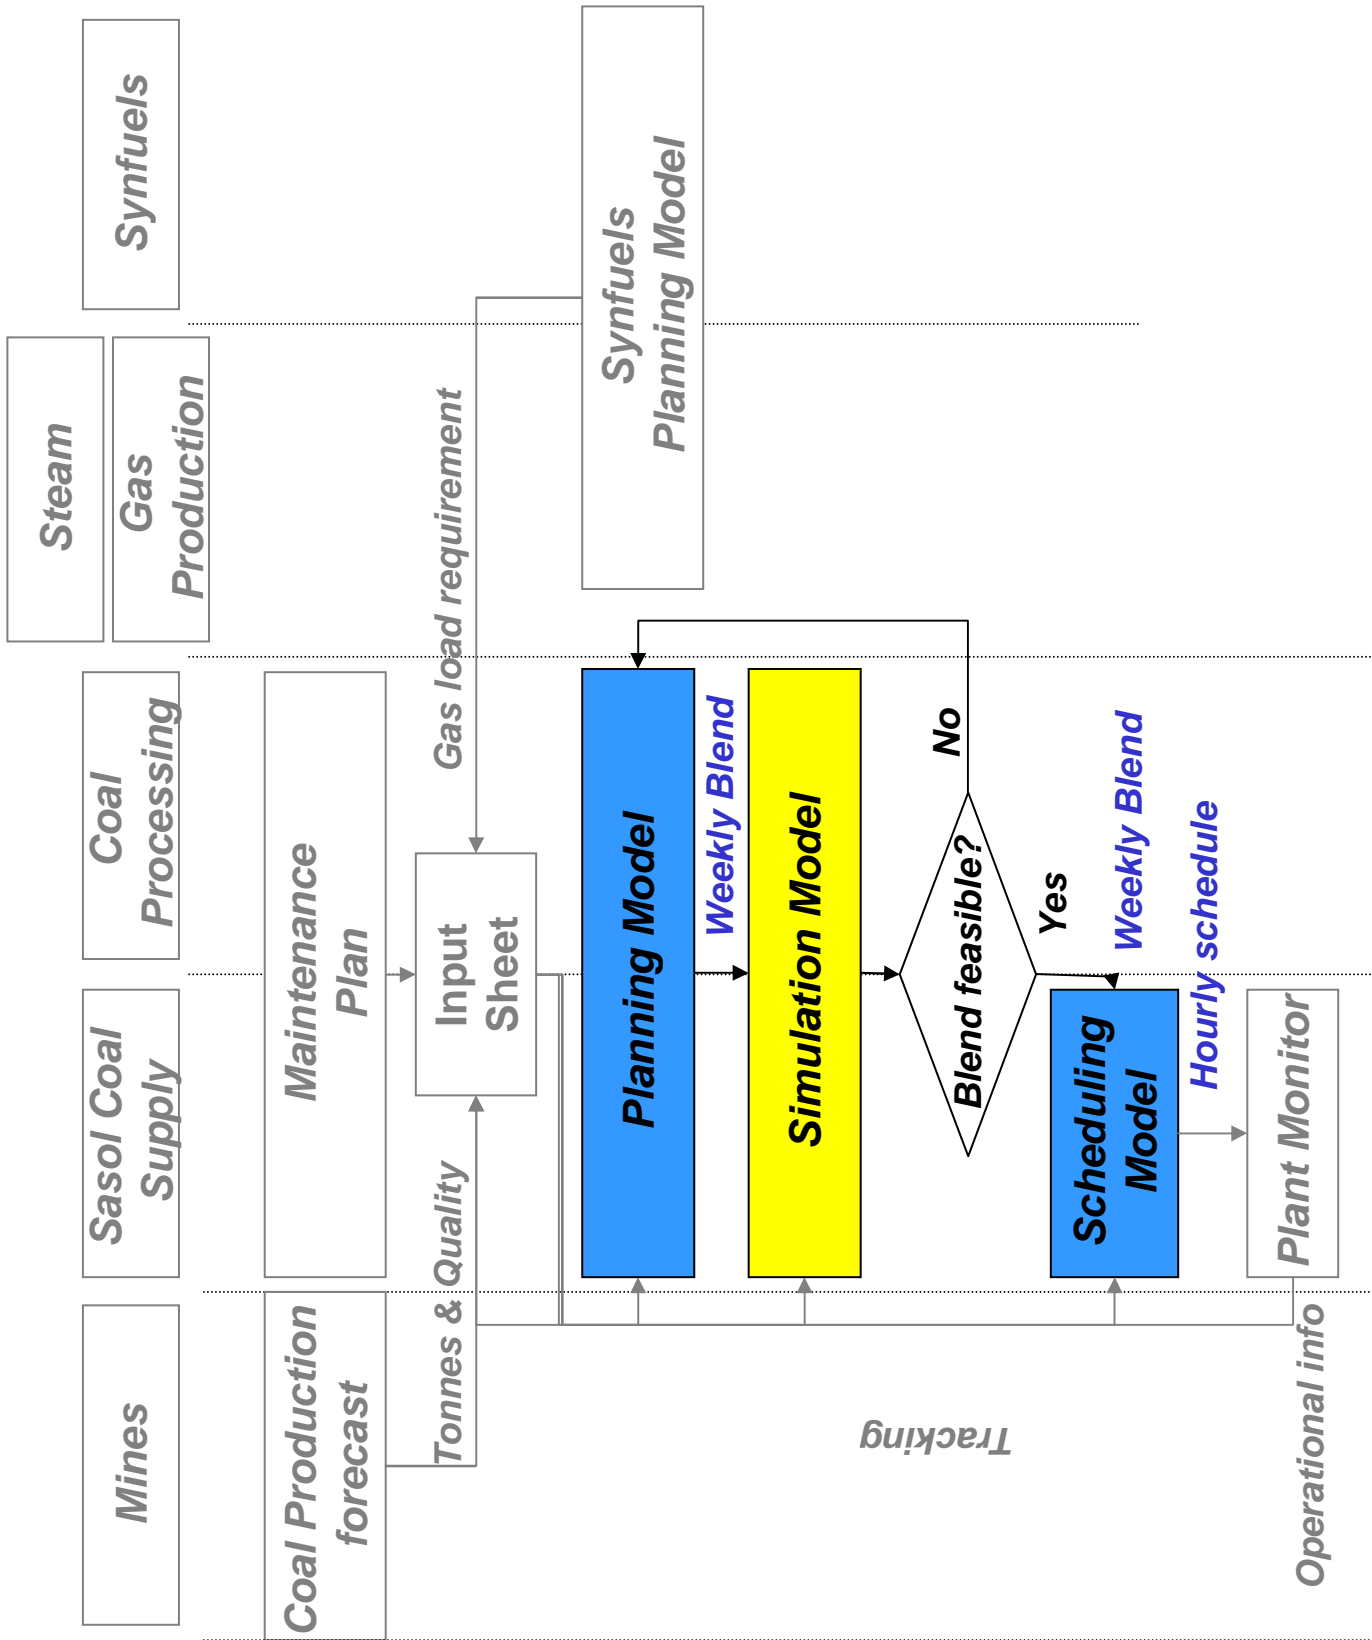 Mines
Sasol Coal
Supply
Coal
Processing
Steam
Gas
Production
Synfuels
Coal Production
forecast
Maintenance
Plan
Tonnes & Quality
Input
Sheet
Gas load requirement
Planning Model
Synfuels
Planning Model
Weekly Blend
Simulation Model
Tracking
Blend feasible?
No
Yes
Scheduling
Model
Weekly Blend
Hourly schedule
Plant Monitor
Operational info